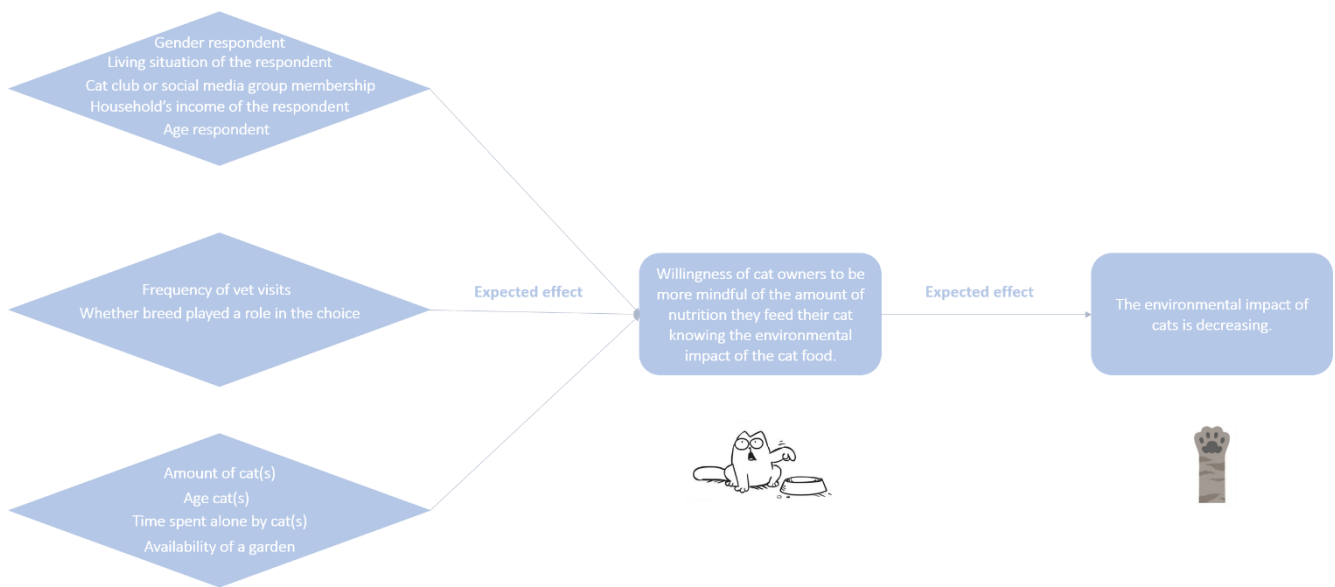 Gender respondent
Living situation of the respondent
Cat club or social media group membership
Household's income of the respondent
Age respondent
Frequency of vet visits
Whether breed played a role in the choice
Amount of cat(s)
Age cat(s)
Time spent alone by cat(s)
Availability of a garden
Expected effect
Willingness of cat owners to be
more mindful of the amount of
nutrition they feed their cat
knowing the environmental
impact of the cat food.
Expected effect
The environmental impact of
cats is decreasing.